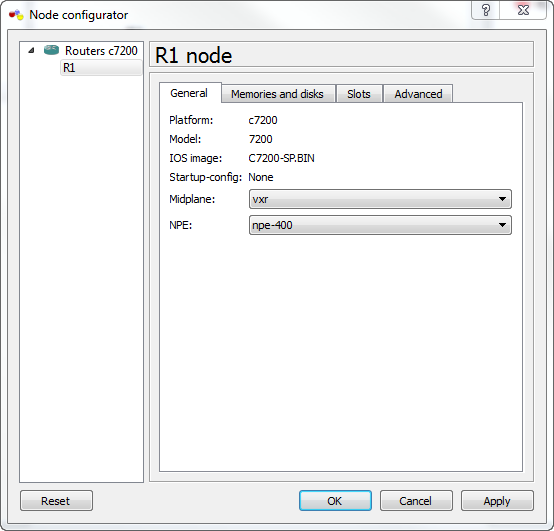 Node configurator
?
Routers c7200
R1
R1 node
General Memories and disks Slots Advanced
Platform: c7200
Model: 7200
IOS image: C7200-SP.BIN
Startup-config: None
Midplane: vxr
NPE: npe-400
Reset OK Cancel Apply